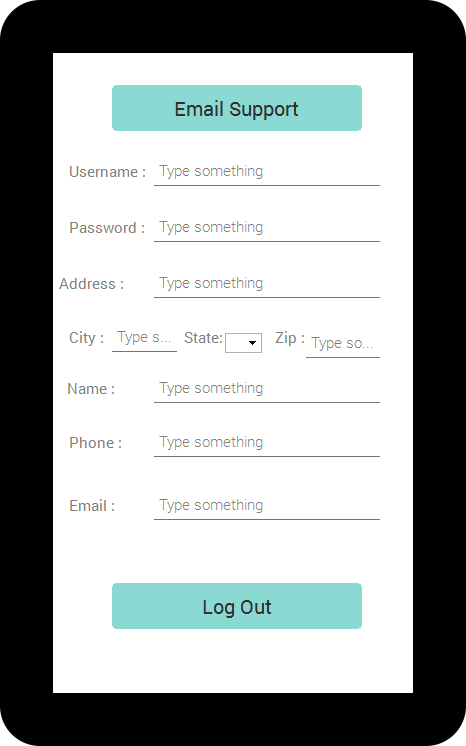 Email Support
Username : Type something
Password : Type something
Address : Type something
City : Type s... State: Zip : Type so...
Name : Type something
Phone : Type something
Email : Type something
Log Out